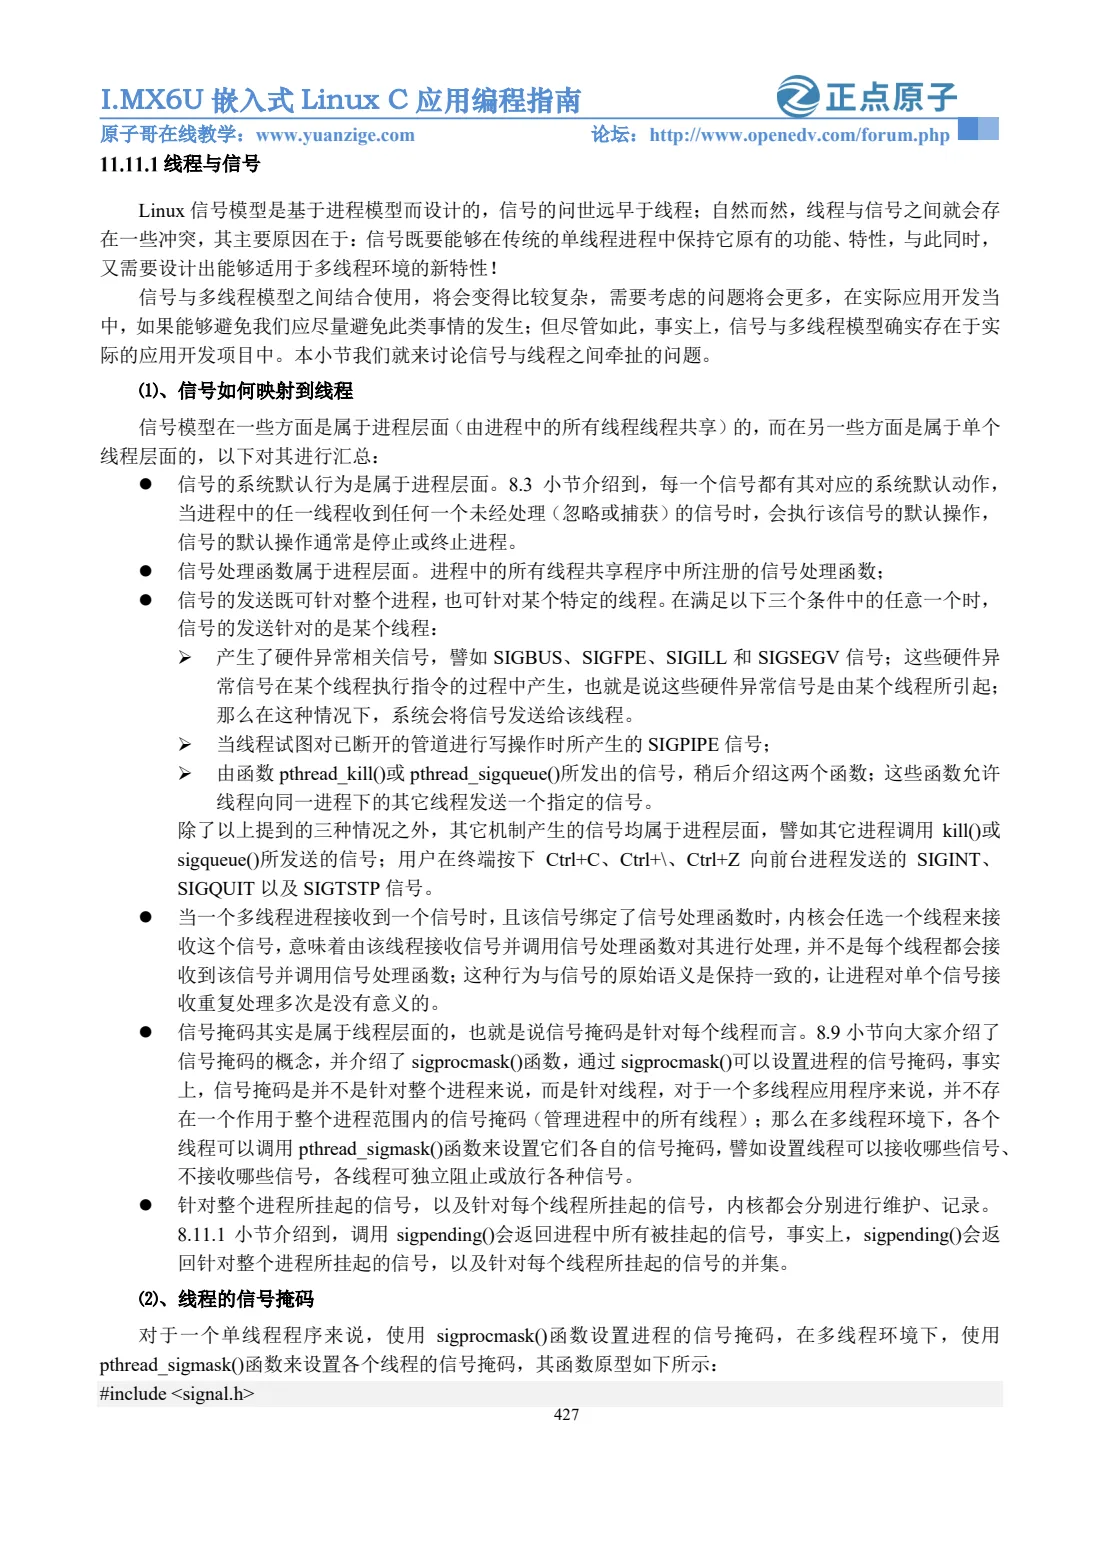 I.MX6U 嵌入式 Linux C 应用编程指南
正点原子
原子哥在线教学：www.yuanzige.com 论坛：http://www.openedv.com/forum.php
11.11.1 线程与信号
Linux 信号模型是基于进程模型而设计的，信号的问世远早于线程；自然而然，线程与信号之间就会存
在一些冲突，其主要原因在于：信号既要能够在传统的单线程进程中保持它原有的功能、特性，与此同时，
又需要设计出能够适用于多线程环境的新特性！
信号与多线程模型之间结合使用，将会变得比较复杂，需要考虑的问题将会更多，在实际应用开发当
中，如果能够避免我们应尽量避免此类事情的发生；但尽管如此，事实上，信号与多线程模型确实存在于实
际的应用开发项目中。本小节我们就来讨论信号与线程之间牵扯的问题。
⑴、信号如何映射到线程
信号模型在一些方面是属于进程层面（由进程中的所有线程线程共享）的，而在另一些方面是属于单个
线程层面的，以下对其进行汇总：
● 信号的系统默认行为是属于进程层面。8.3 小节介绍到，每一个信号都有其对应的系统默认动作，
当进程中的任一线程收到任何一个未经处理（忽略或捕获）的信号时，会执行该信号的默认操作，
信号的默认操作通常是停止或终止进程。
● 信号处理函数属于进程层面。进程中的所有线程共享程序中所注册的信号处理函数；
● 信号的发送既可针对整个进程，也可针对某个特定的线程。在满足以下三个条件中的任意一个时，
信号的发送针对的是某个线程：
➢ 产生了硬件异常相关信号，譬如 SIGBUS、SIGFPE、SIGILL 和 SIGSEGV 信号；这些硬件异
常信号在某个线程执行指令的过程中产生，也就是说这些硬件异常信号是由某个线程所引起；
那么在这种情况下，系统会将信号发送给该线程。
➢ 当线程试图对已断开的管道进行写操作时所产生的 SIGPIPE 信号；
➢ 由函数 pthread_kill()或 pthread_sigqueue()所发出的信号，稍后介绍这两个函数；这些函数允许
线程向同一进程下的其它线程发送一个指定的信号。
除了以上提到的三种情况之外，其它机制产生的信号均属于进程层面，譬如其它进程调用 kill()或
sigqueue()所发送的信号；用户在终端按下 Ctrl+C、Ctrl+\、Ctrl+Z 向前台进程发送的 SIGINT、
SIGQUIT 以及 SIGTSTP 信号。
● 当一个多线程进程接收到一个信号时，且该信号绑定了信号处理函数时，内核会任选一个线程来接
收这个信号，意味着由该线程接收信号并调用信号处理函数对其进行处理，并不是每个线程都会接
收到该信号并调用信号处理函数；这种行为与信号的原始语义是保持一致的，让进程对单个信号接
收重复处理多次是没有意义的。
● 信号掩码其实是属于线程层面的，也就是说信号掩码是针对每个线程而言。8.9 小节向大家介绍了
信号掩码的概念，并介绍了 sigprocmask()函数，通过 sigprocmask()可以设置进程的信号掩码，事实
上，信号掩码是并不是针对整个进程来说，而是针对线程，对于一个多线程应用程序来说，并不存
在一个作用于整个进程范围内的信号掩码（管理进程中的所有线程）；那么在多线程环境下，各个
线程可以调用 pthread_sigmask()函数来设置它们各自的信号掩码，譬如设置线程可以接收哪些信号、
不接收哪些信号，各线程可独立阻止或放行各种信号。
● 针对整个进程所挂起的信号，以及针对每个线程所挂起的信号，内核都会分别进行维护、记录。
8.11.1 小节介绍到，调用 sigpending()会返回进程中所有被挂起的信号，事实上，sigpending()会返
回针对整个进程所挂起的信号，以及针对每个线程所挂起的信号的并集。
⑵、线程的信号掩码
对于一个单线程程序来说，使用 sigprocmask()函数设置进程的信号掩码，在多线程环境下，使用
pthread_sigmask()函数来设置各个线程的信号掩码，其函数原型如下所示：
#include <signal.h>
427